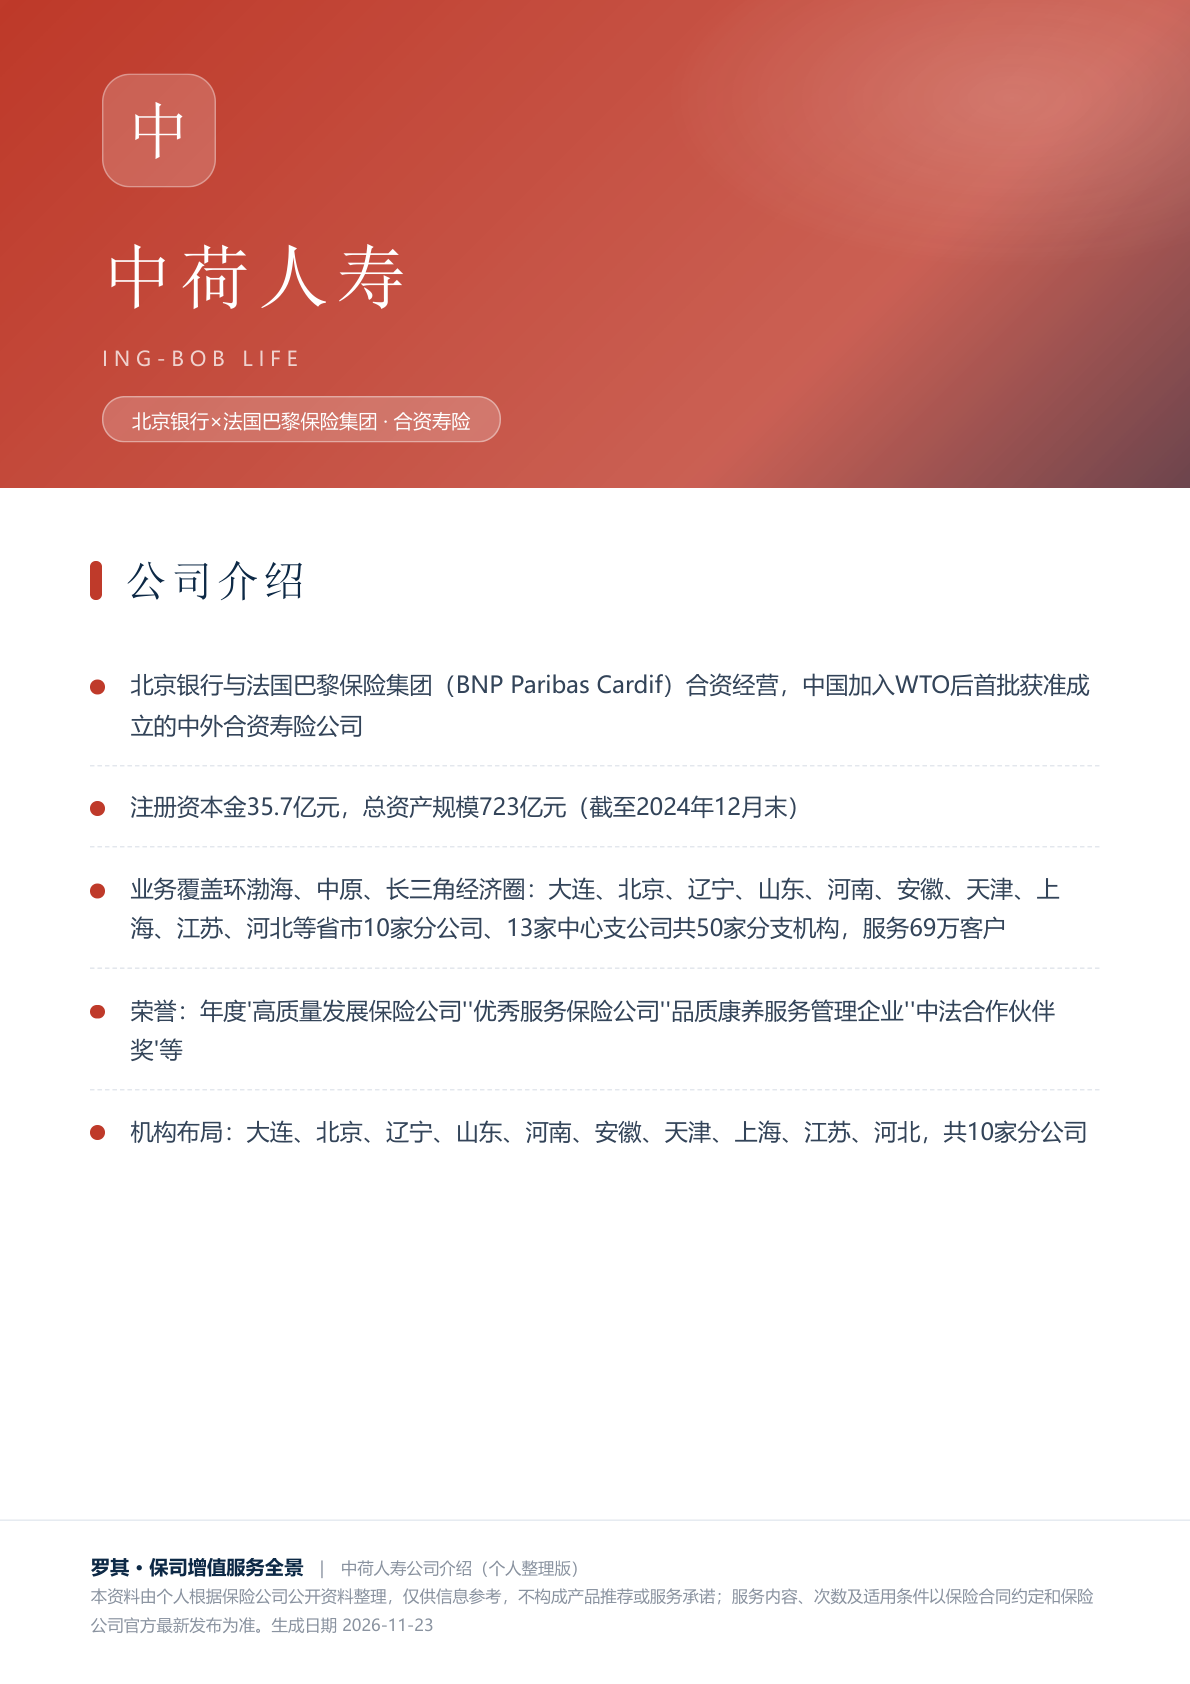 中
中荷人寿
ING-BOB LIFE
北京银行×法国巴黎保险集团 · 合资寿险
公司介绍
北京银行与法国巴黎保险集团（BNP Paribas Cardif）合资经营，中国加入WTO后首批获准成
立的中外合资寿险公司
注册资本金35.7亿元，总资产规模723亿元（截至2024年12月末）
业务覆盖环渤海、中原、长三角经济圈：大连、北京、辽宁、山东、河南、安徽、天津、上
海、江苏、河北等省市10家分公司、13家中心支公司共50家分支机构，服务69万客户
荣誉：年度'高质量发展保险公司''优秀服务保险公司''品质康养服务管理企业''中法合作伙伴
奖'等
机构布局：大连、北京、辽宁、山东、河南、安徽、天津、上海、江苏、河北，共10家分公司
罗其·保司增值服务全景 | 中荷人寿公司介绍（个人整理版）
本资料由个人根据保险公司公开资料整理，仅供信息参考，不构成产品推荐或服务承诺；服务内容、次数及适用条件以保险合同约定和保险
公司官方最新发布为准。生成日期 2026-11-23